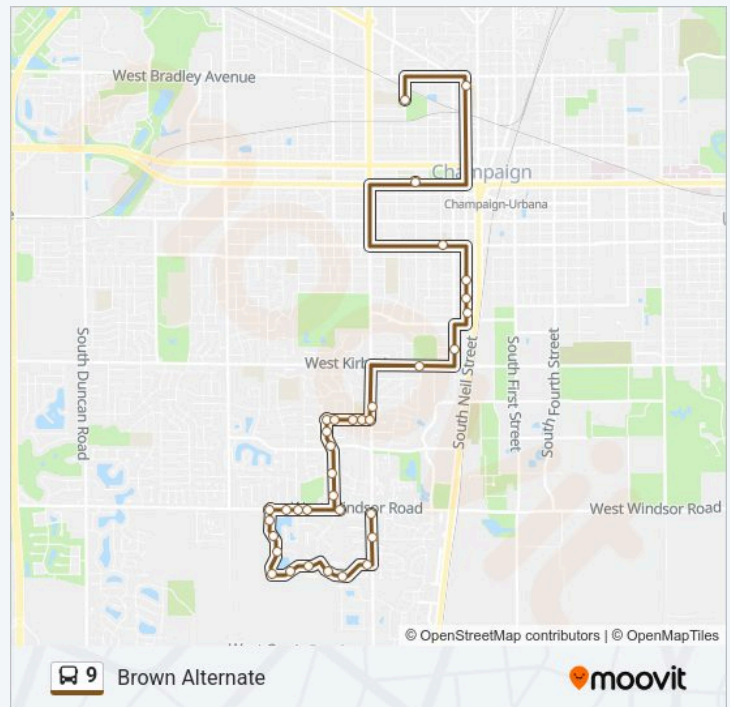 West Bradley Avenue
Champaign
Champaign-Urbana
West Kirb
South Duncan Road
South Neil Street
South First Street
South Fourth Street
Windsor Road
West Windsor Road
© OpenStreetMap contributors | © OpenMapTiles
9 Brown Alternate
moovit